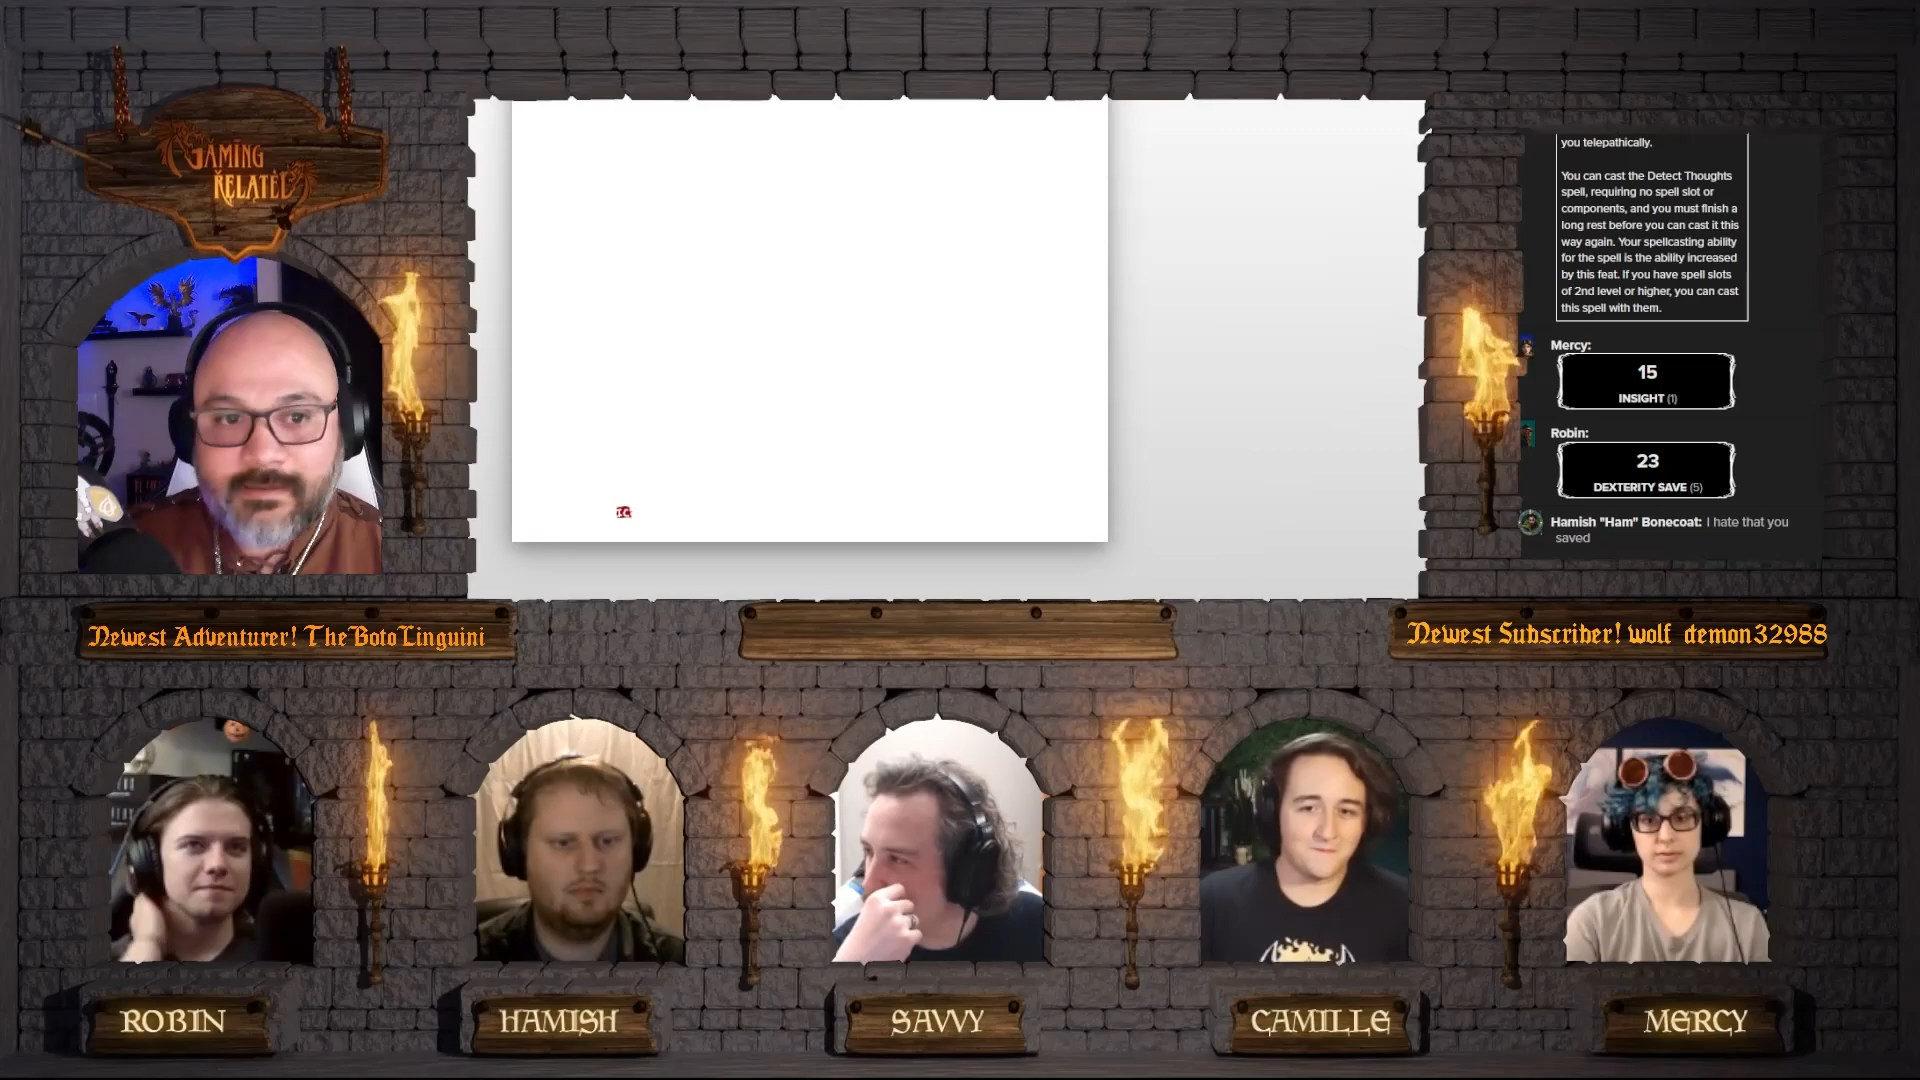 GAMING
RELATED
you telepathically.
You can cast the Detect Thoughts
spell, requiring no spell slot or
components, and you must finish a
long rest before you can cast it this
way again. Your spellcasting ability
for the spell is the ability increased
by this feat. If you have spell slots
of 2nd level or higher, you can cast
this spell with them.
Mercy:
15
INSIGHT (1)
Robin:
23
DEXTERITY SAVE (5)
Hamish "Ham" Bonecoat: I hate that you
saved
Newest Adventurer! TheBotoLinguini
Newest Subscriber! wolf demon32988
ROBIN
HAMISH
SAVVY
CAMILLE
MERCY